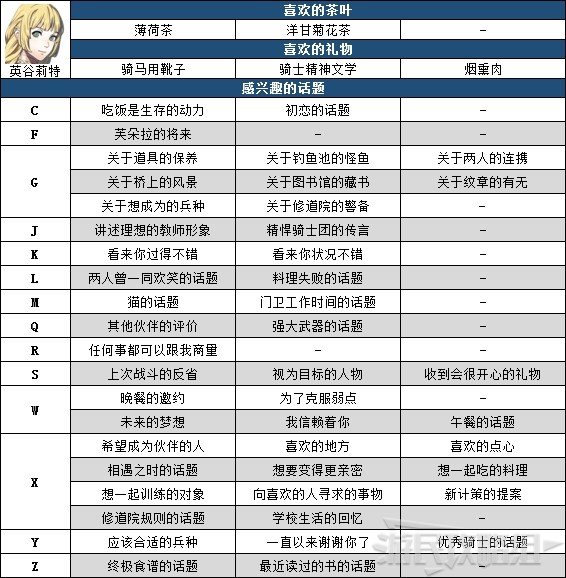 喜欢的茶叶
薄荷茶 洋甘菊花茶 –
喜欢的礼物
英谷莉特 骑马用靴子 骑士精神文学 烟熏肉
感兴趣的话题
C 吃饭是生存的动力 初恋的话题 –
F 芙朵拉的将来 – –
G 关于道具的保养 关于钓鱼池的怪鱼 关于两人的连携
关于桥上的风景 关于图书馆的藏书 关于纹章的有无
关于想成为的兵种 关于修道院的警备 –
J 讲述理想的教师形象 精悍骑士团的传言 –
K 看来你过得不错 看来你状况不错 –
L 两人曾一同欢笑的话题 料理失败的话题 –
M 猫的话题 门卫工作时间的话题 –
Q 其他伙伴的评价 强大武器的话题 –
R 任何事都可以跟我商量 – –
S 上次战斗的反省 视为目标的人物 收到会很开心的礼物
W 晚餐的邀约 为了克服弱点 –
未来的梦想 我信赖着你 午餐的话题
X 希望成为伙伴的人 喜欢的地方 喜欢的点心
相遇之时的话题 想要变得更亲密 想一起吃的料理
想一起训练的对象 向喜欢的人寻求的事物 新计策的提案
修道院规则的话题 学校生活的回忆 –
Y 应该合适的兵种 一直以来谢谢你了 优秀骑士的话题
Z 终极食谱的话题 最近读过的书的话题 –
游民攻略组